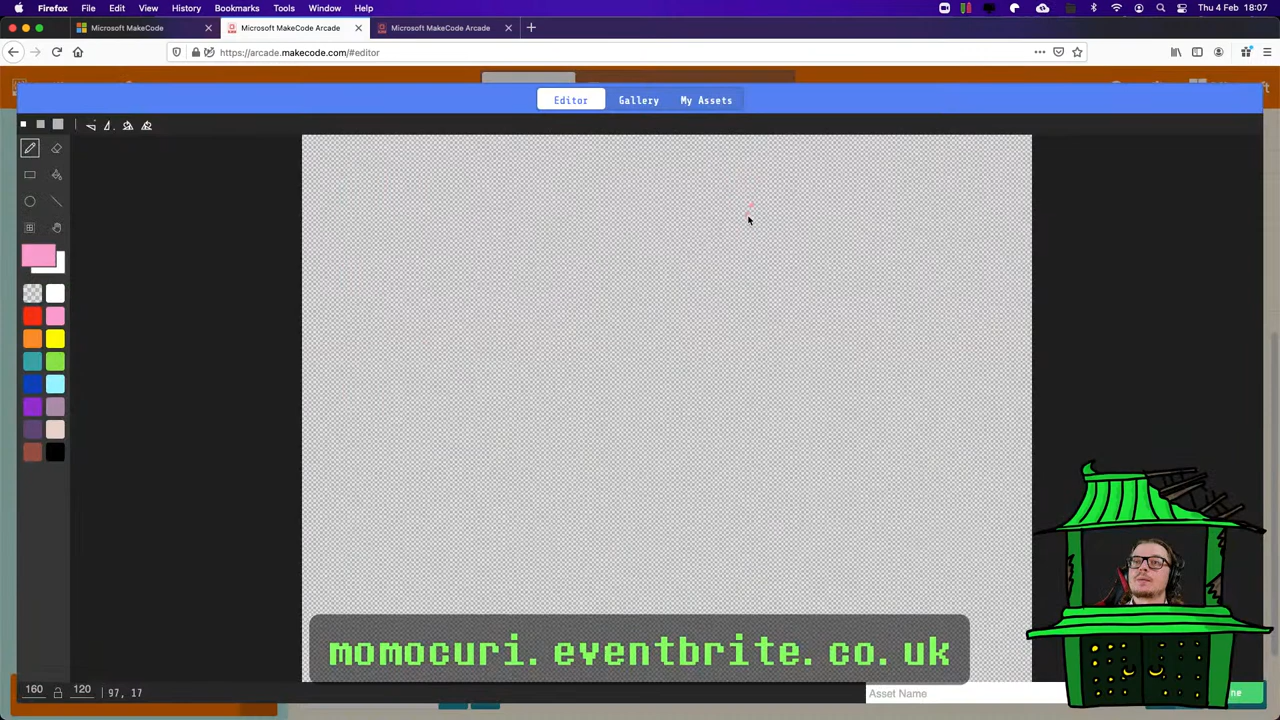 Firefox File Edit View History Bookmarks Tools Window Help Thu 4 Feb 18:07
Microsoft MakeCode Microsoft MakeCode Arcade Microsoft MakeCode Arcade
https://arcade.makecode.com/#editor
Editor Gallery My Assets
momocuri.eventbrite.co.uk
160 120 97, 17 Asset Name